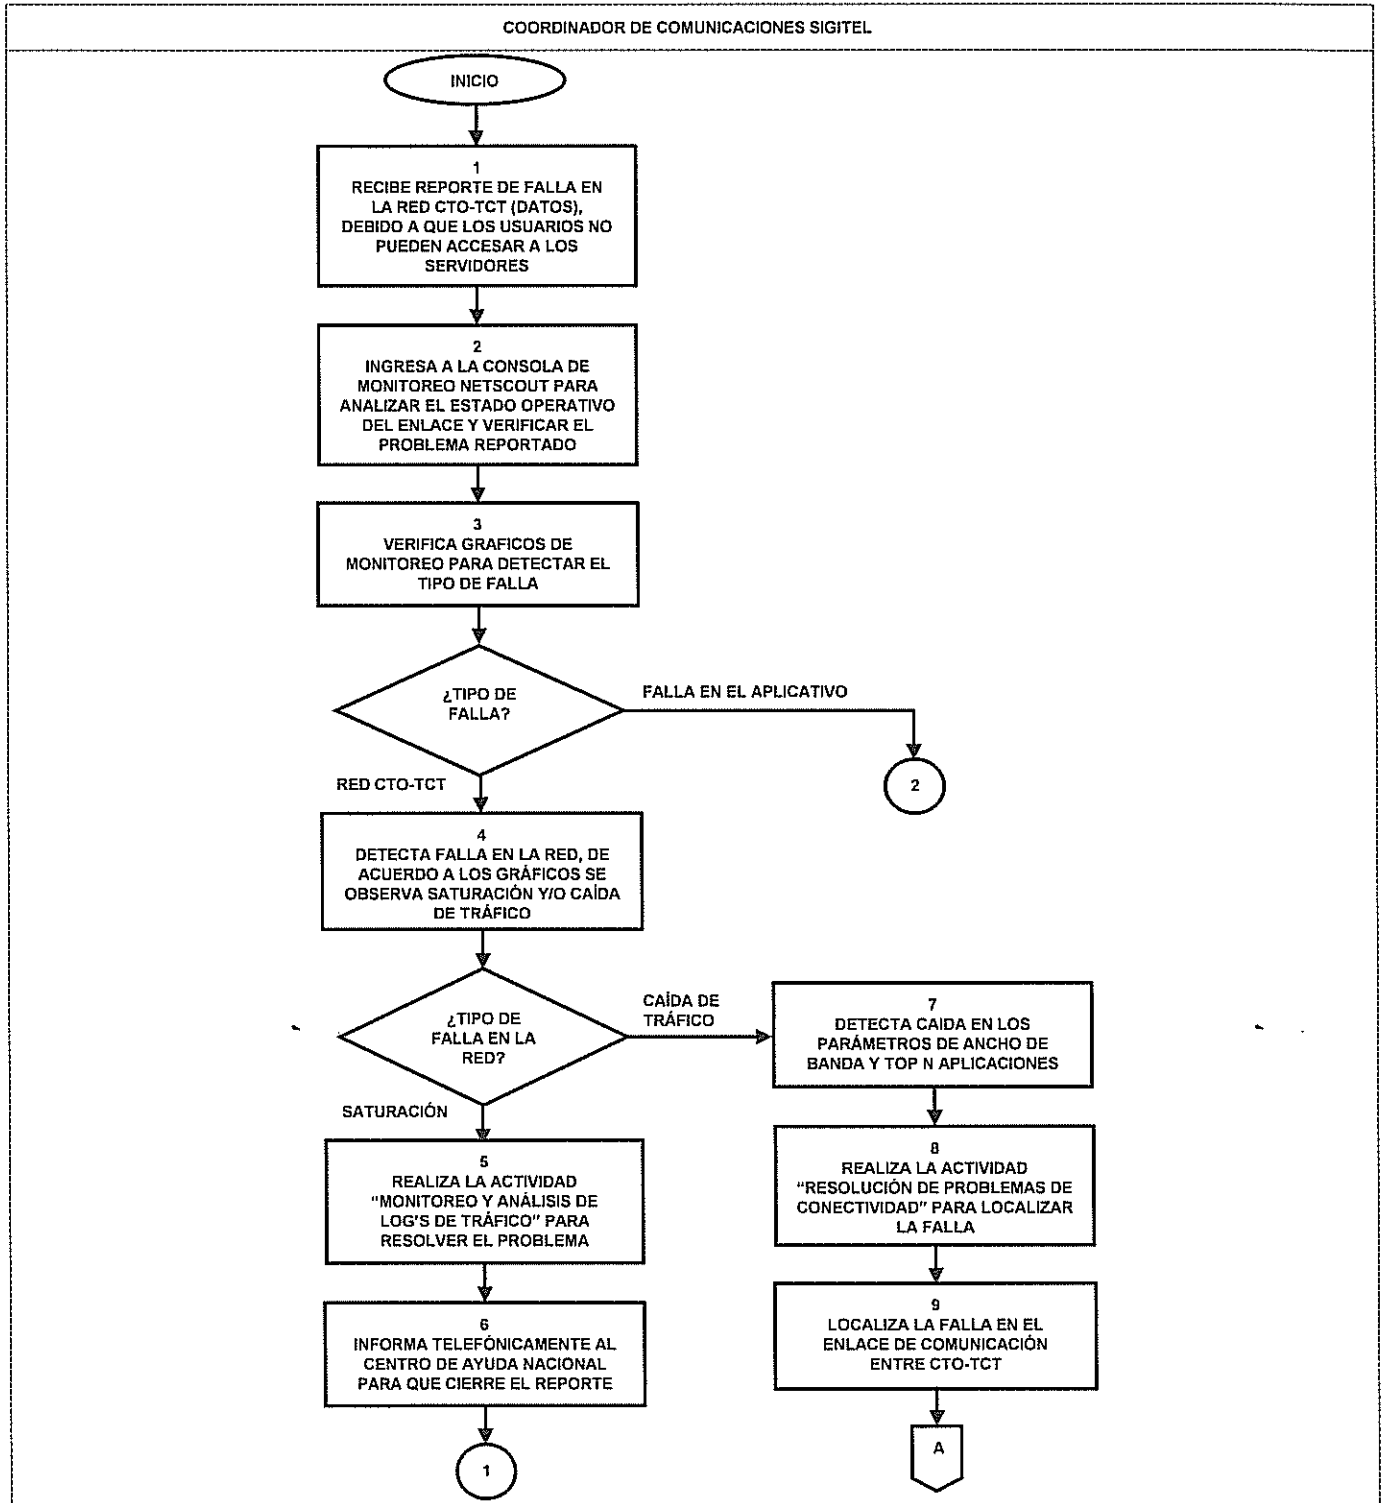 COORDINADOR DE COMUNICACIONES SIGITEL
INICIO
1
RECIBE REPORTE DE FALLA EN
LA RED CTO-TCT (DATOS),
DEBIDO A QUE LOS USUARIOS NO
PUEDEN ACCESAR A LOS
SERVIDORES
2
INGRESA A LA CONSOLA DE
MONITOREO NETSCOUT PARA
ANALIZAR EL ESTADO OPERATIVO
DEL ENLACE Y VERIFICAR EL
PROBLEMA REPORTADO
3
VERIFICA GRAFICOS DE
MONITOREO PARA DETECTAR EL
TIPO DE FALLA
¿TIPO DE
FALLA?
FALLA EN EL APLICATIVO
2
RED CTO-TCT
4
DETECTA FALLA EN LA RED, DE
ACUERDO A LOS GRÁFICOS SE
OBSERVA SATURACIÓN Y/O CAÍDA
DE TRÁFICO
¿TIPO DE
FALLA EN LA
RED?
CAÍDA DE
TRÁFICO
SATURACIÓN
5
REALIZA LA ACTIVIDAD
"MONITOREO Y ANÁLISIS DE
LOG'S DE TRÁFICO" PARA
RESOLVER EL PROBLEMA
6
INFORMA TELEFÓNICAMENTE AL
CENTRO DE AYUDA NACIONAL
PARA QUE CIERRE EL REPORTE
1
7
DETECTA CAIDA EN LOS
PARÁMETROS DE ANCHO DE
BANDA Y TOP N APLICACIONES
8
REALIZA LA ACTIVIDAD
"RESOLUCIÓN DE PROBLEMAS DE
CONECTIVIDAD" PARA LOCALIZAR
LA FALLA
9
LOCALIZA LA FALLA EN EL
ENLACE DE COMUNICACIÓN
ENTRE CTO-TCT
A